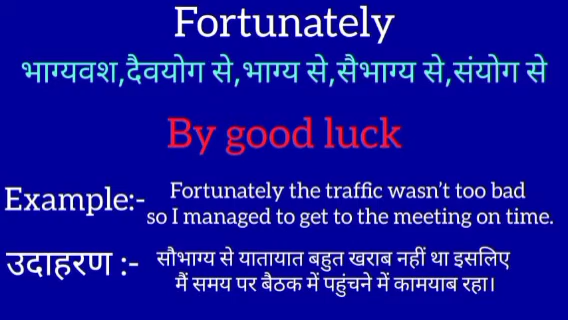 Fortunately
भाग्यवश,दैवयोग से,भाग्य से,सैभाग्य से,संयोग से
By good luck
Example:- Fortunately the traffic wasn't too bad
so I managed to get to the meeting on time.
उदाहरण :- सौभाग्य से यातायात बहुत खराब नहीं था इसलिए
मैं समय पर बैठक में पहुंचने में कामयाब रहा।